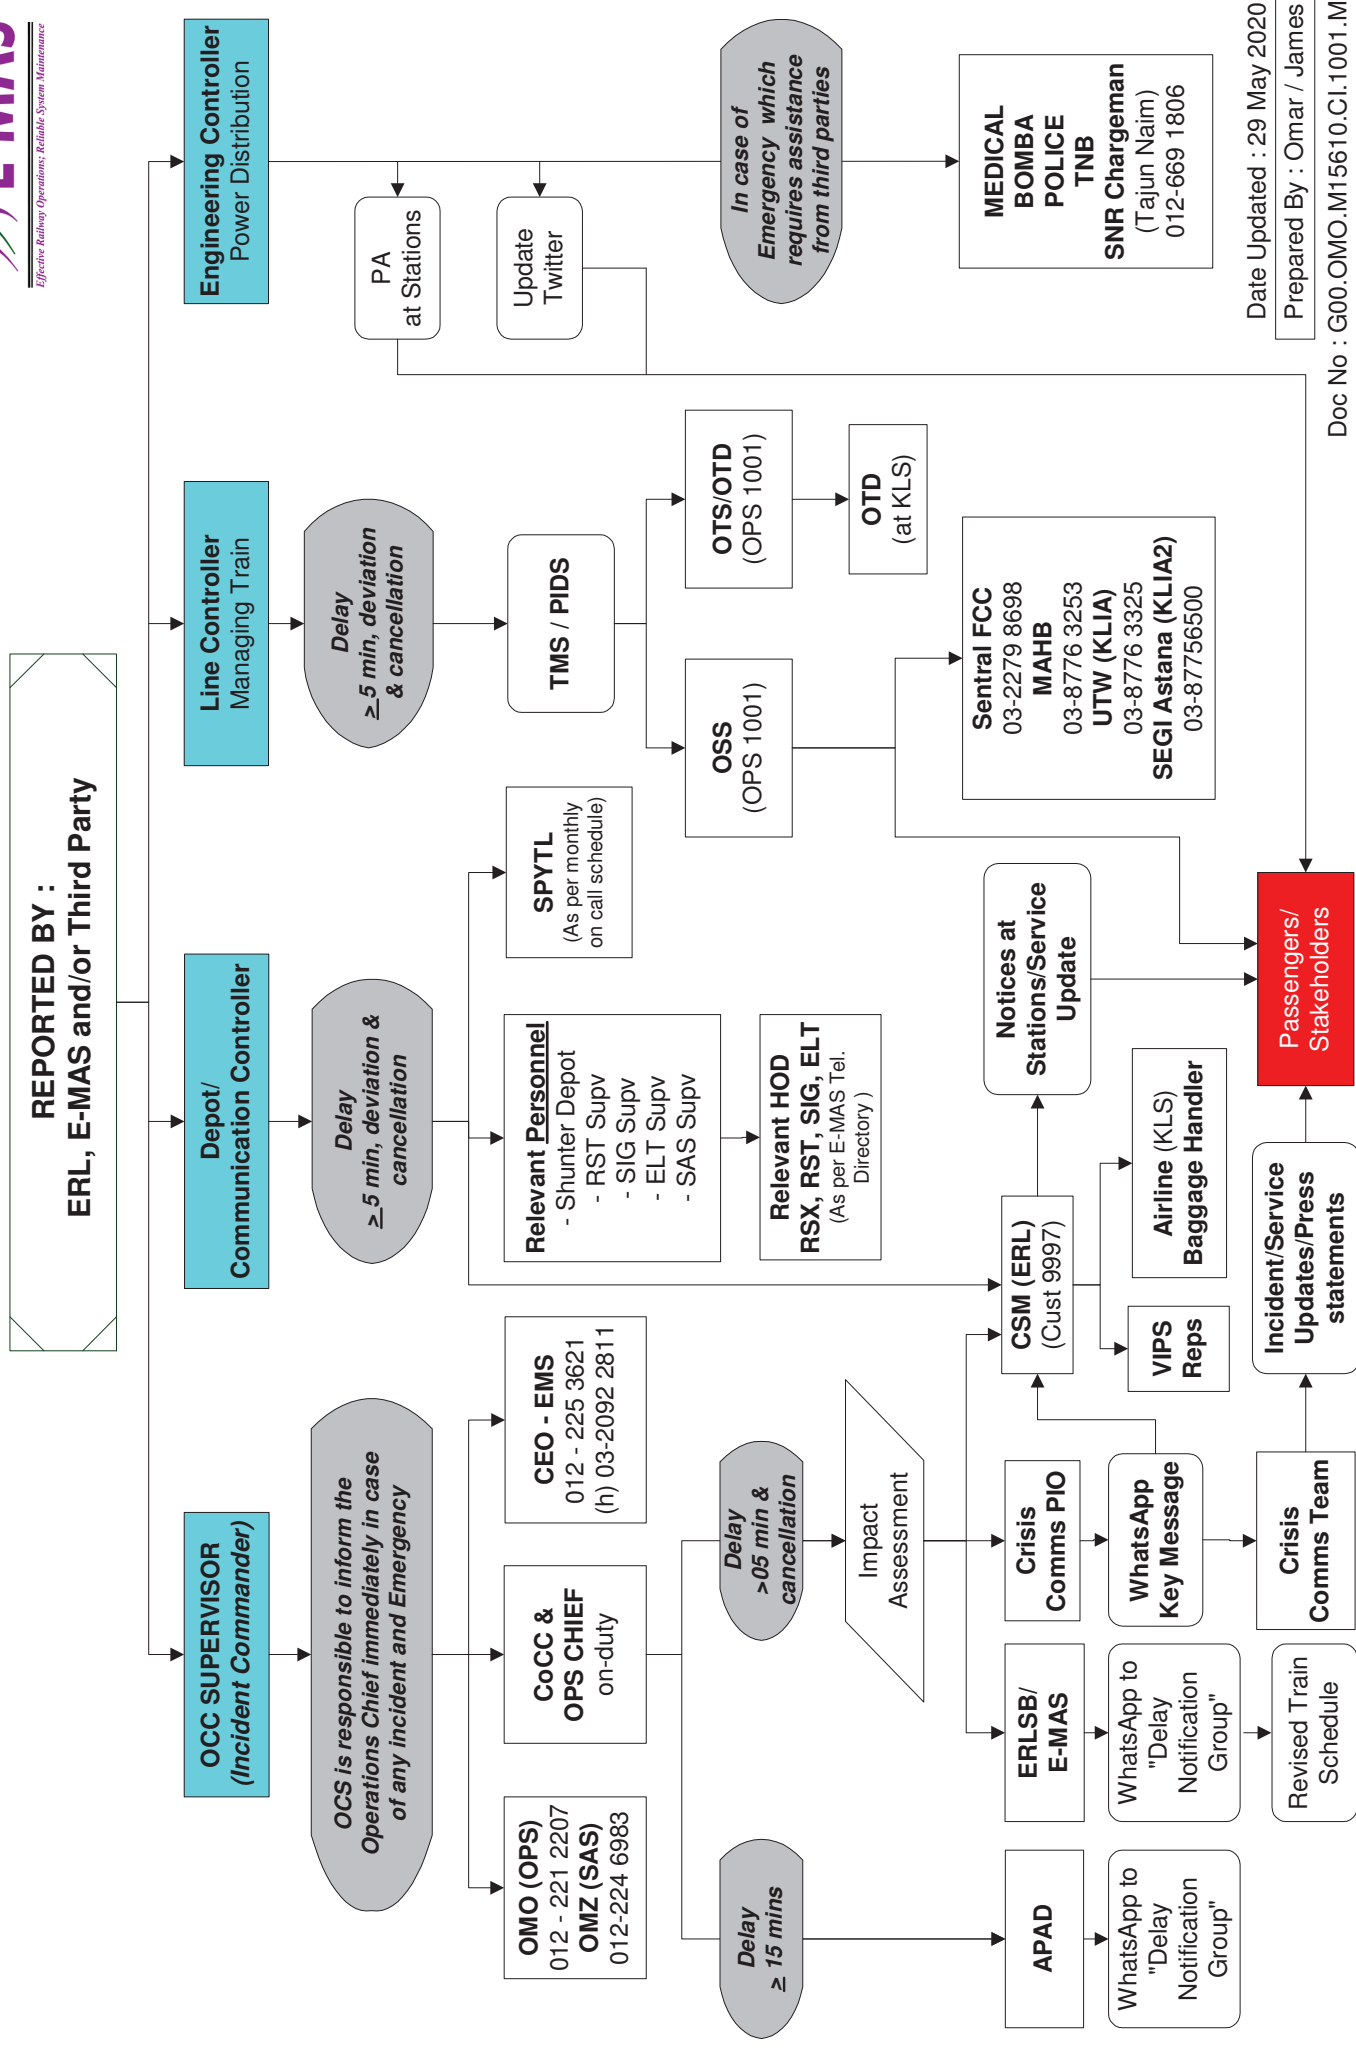 E-MAS
Effective Railway Operations; Reliable System Maintenance
REPORTED BY :
ERL, E-MAS and/or Third Party
OCC SUPERVISOR
(Incident Commander)
OCS is responsible to inform the
Operations Chief immediately in case
of any incident and Emergency
OMO (OPS)
012 - 221 2207
OMZ (SAS)
012-224 6983
CoCC &
OPS CHIEF
on-duty
CEO - EMS
012 - 225 3621
(h) 03-2092 2811
Delay
≥ 15 mins
Delay
>05 min &
cancellation
Impact
Assessment
APAD
WhatsApp to
"Delay
Notification
Group"
ERLSB/
E-MAS
WhatsApp to
"Delay
Notification
Group"
Revised Train
Schedule
Crisis
Comms PIO
WhatsApp
Key Message
Crisis
Comms Team
CSM (ERL)
(Cust 9997)
VIPS
Reps
Airline (KLS)
Baggage Handler
Notices at
Stations/Service
Update
Incident/Service
Updates/Press
statements
Passengers/
Stakeholders
Depot/
Communication Controller
Delay
≥ 5 min, deviation &
cancellation
Relevant Personnel
- Shunter Depot
- RST Supv
- SIG Supv
- ELT Supv
- SAS Supv
Relevant HOD
RSX, RST, SIG, ELT
(As per E-MAS Tel.
Directory )
SPYTL
(As per monthly
on call schedule)
Line Controller
Managing Train
Delay
≥ 5 min, deviation
& cancellation
TMS / PIDS
OSS
(OPS 1001)
OTS/OTD
(OPS 1001)
OTD
(at KLS)
Sentral FCC
03-2279 8698
MAHB
03-8776 3253
UTW (KLIA)
03-8776 3325
SEGI Astana (KLIA2)
03-87756500
Engineering Controller
Power Distribution
PA
at Stations
Update
Twitter
In case of
Emergency which
requires assistance
from third parties
MEDICAL
BOMBA
POLICE
TNB
SNR Chargeman
(Tajun Naim)
012-669 1806
Date Updated : 29 May 2020
Prepared By : Omar / James
Doc No : G00.OMO.M15610.CI.1001.M